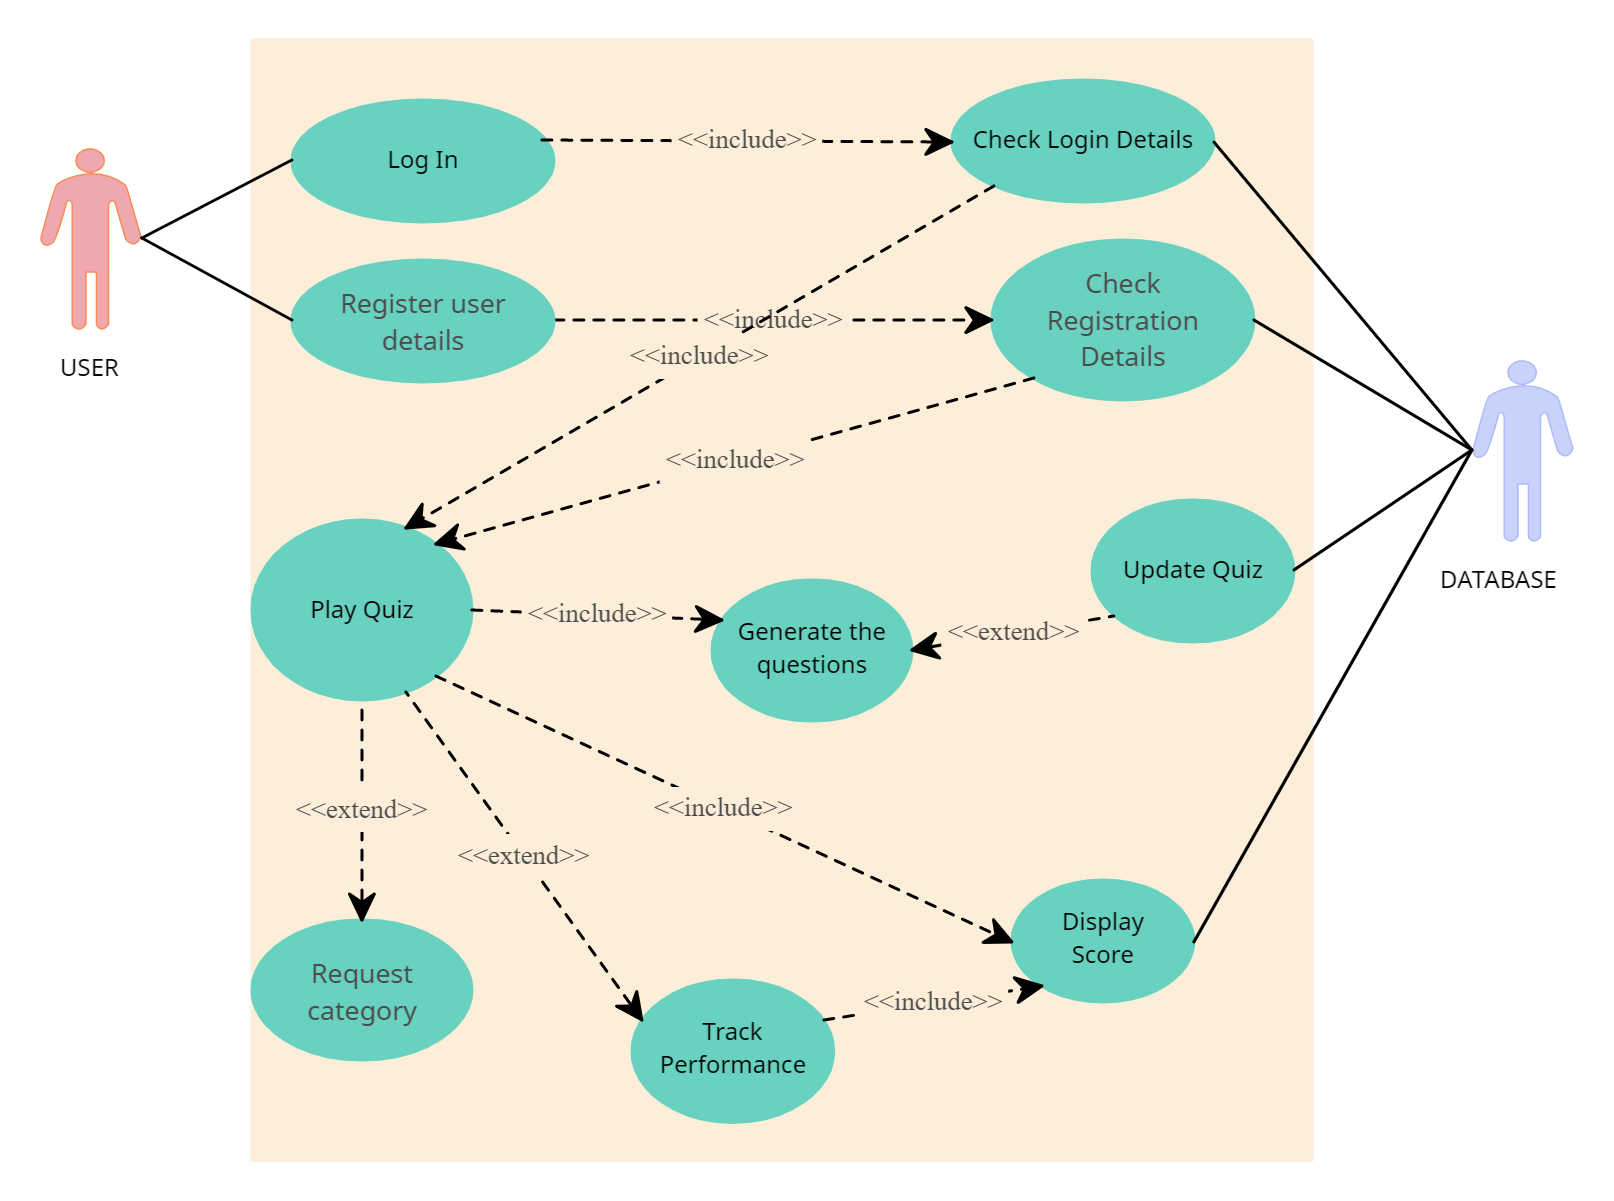 Log In
<<include>>
Check Login Details
USER
Register user
details
<<include>>
Check
Registration
Details
<<include>>
<<include>>
DATABASE
Play Quiz
<<include>>
Generate the
questions
<<extend>>
Update Quiz
<<extend>>
<<extend>>
<<include>>
Request
category
Track
Performance
<<include>>
Display
Score